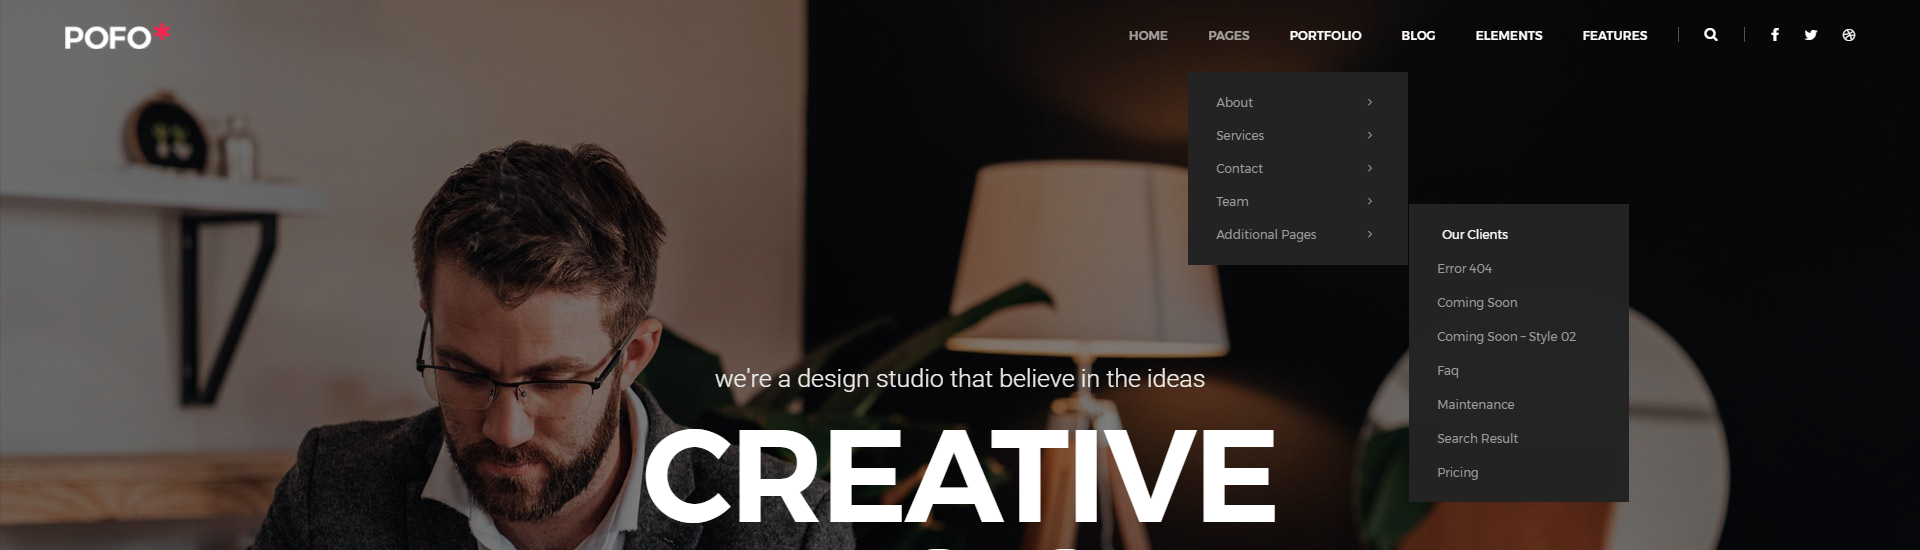 POFO*
HOME PAGES PORTFOLIO BLOG ELEMENTS FEATURES
About
Services
Contact
Team
Additional Pages
Our Clients
Error 404
Coming Soon
Coming Soon – Style 02
Faq
Maintenance
Search Result
Pricing
we're a design studio that believe in the ideas
CREATIVE